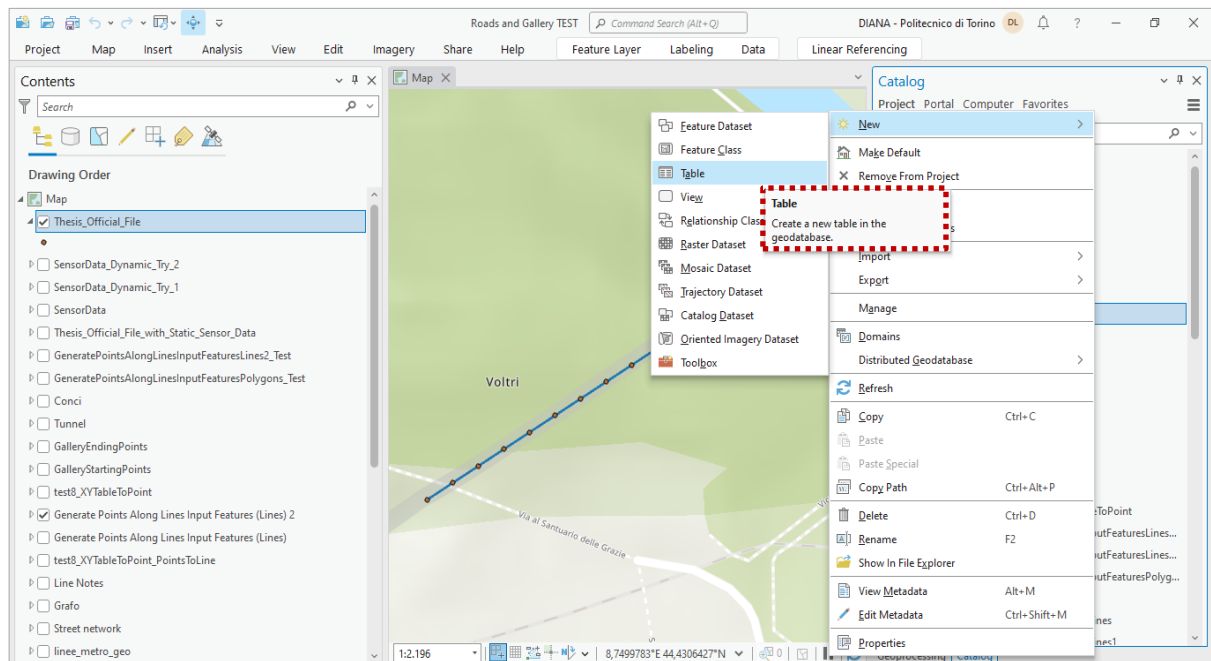 Roads and Gallery TEST
Command Search (Alt+Q)
DIANA - Politecnico di Torino
DL
?
Project Map Insert Analysis View Edit Imagery Share Help Feature Layer Labeling Data Linear Referencing
Contents
Search
Drawing Order
Map
Thesis_Official_File
SensorData_Dynamic_Try_2
SensorData_Dynamic_Try_1
SensorData
Thesis_Official_File_with_Static_Sensor_Data
GeneratePointsAlongLinesInputFeaturesLines2_Test
GeneratePointsAlongLinesInputFeaturesPolygons_Test
Conci
Tunnel
GalleryEndingPoints
GalleryStartingPoints
test8_XYTableToPoint
Generate Points Along Lines Input Features (Lines) 2
Generate Points Along Lines Input Features (Lines)
test8_XYTableToPoint_PointsToLine
Line Notes
Grafo
Street network
linee_metro_geo
Map
Voltri
Via al Santuario delle Grazie
1:2.196
8,7499783°E 44,4306427°N
0
Feature Dataset
Feature Class
Table
View
Relationship Class
Raster Dataset
Mosaic Dataset
Trajectory Dataset
Catalog Dataset
Oriented Imagery Dataset
Toolbox
Table
Create a new table in the
geodatabase.
Catalog
Project Portal Computer Favorites
New
Make Default
Remove From Project
Import
Export
Manage
Domains
Distributed Geodatabase
Refresh
Copy Ctrl+C
Paste
Paste Special
Copy Path Ctrl+Alt+P
Delete Ctrl+D
Rename F2
Show In File Explorer
View Metadata Alt+M
Edit Metadata Ctrl+Shift+M
Properties
eToPoint
utFeaturesLines...
utFeaturesLines...
utFeaturesPolyg...
nes
nes1
Geoprocessing Catalog